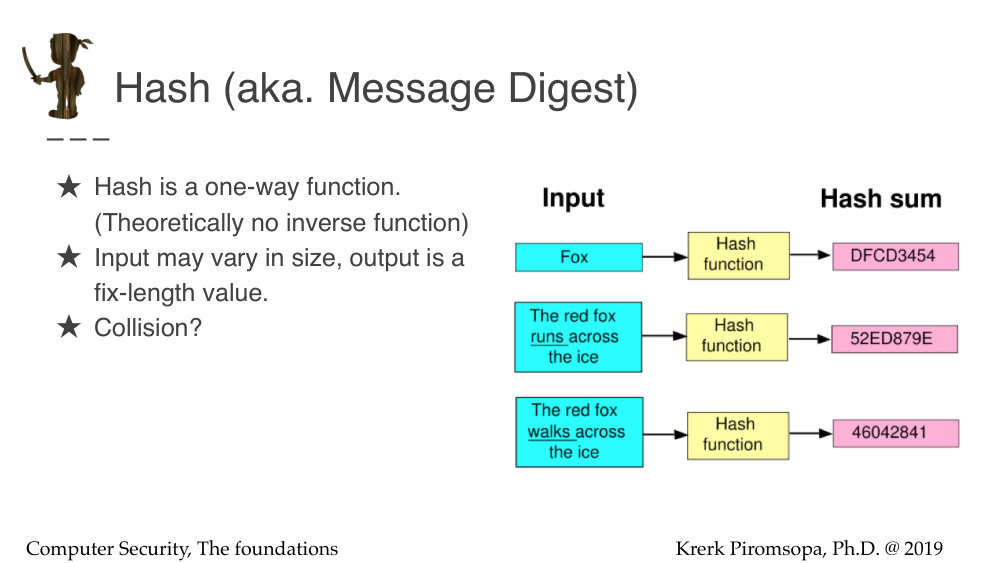 Hash (aka. Message Digest)
★ Hash is a one-way function.
(Theoretically no inverse function)
★ Input may vary in size, output is a
fix-length value.
★ Collision?
Input
Hash sum
Fox
Hash
function
DFCD3454
The red fox
runs across
the ice
Hash
function
52ED879E
The red fox
walks across
the ice
Hash
function
46042841
Computer Security, The foundations
Krerk Piromsopa, Ph.D. @ 2019